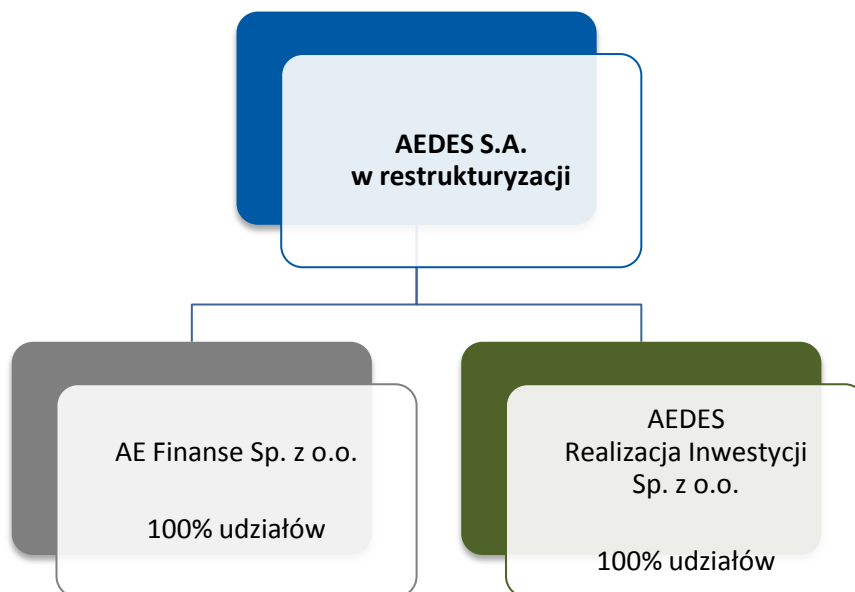 AEDES S.A.
w restrukturyzacji
AE Finanse Sp. z o.o.
100% udziałów
AEDES
Realizacja Inwestycji
Sp. z o.o.
100% udziałów